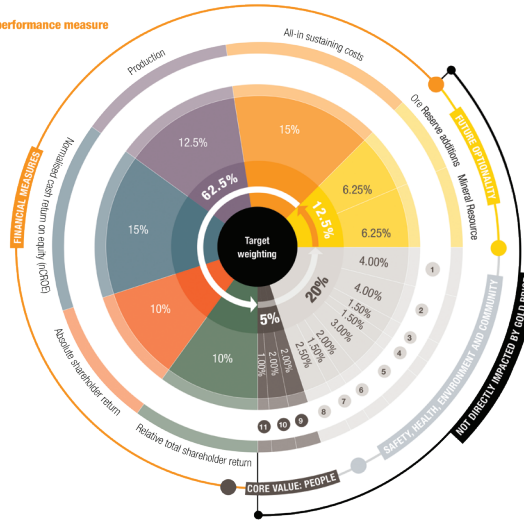 performance measure
All-in sustaining costs
Production
Normalised cash return on equity (nCROE)
Absolute shareholder return
Relative total shareholder return
Ore Reserve additions
Mineral Resource
FINANCIAL MEASURES
FUTURE OPTIONALITY
SAFETY, HEALTH, ENVIRONMENT AND COMMUNITY
CORE VALUE: PEOPLE
62.5%
12.5%
20%
5%
Target
weighting
12.5%
15%
15%
10%
10%
6.25%
6.25%
4.00%
4.00%
1.50%
1.50%
3.00%
2.00%
1.50%
2.50%
2.00%
2.00%
1.00%
1
2
3
4
5
6
7
8
9
10
11
NOT DIRECTLY IMPACTED BY GOLD